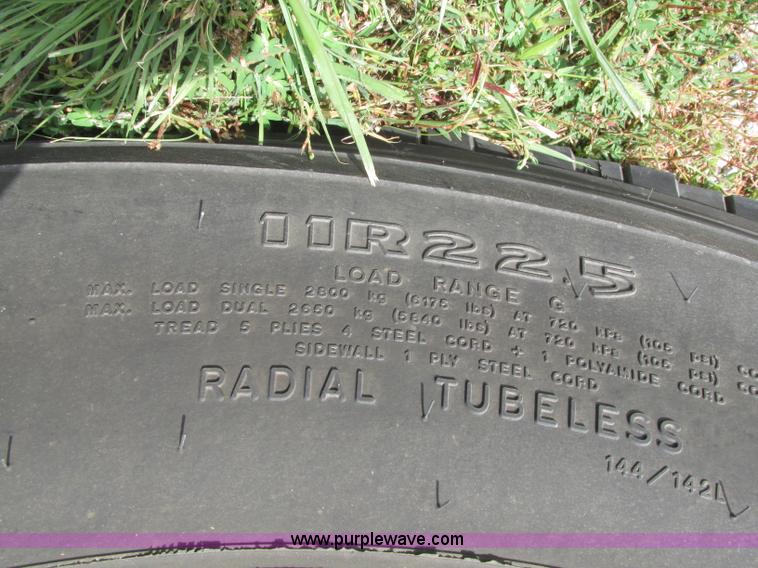 11R22.5
LOAD RANGE G
MAX. LOAD SINGLE 2800 kg (6175 lbs) AT 720 kPa (105 PSI) CO
MAX. LOAD DUAL 2650 kg (5840 lbs) AT 720 kPa (105 PSI) CO
TREAD 5 PLIES 4 STEEL CORD + 1 POLYAMIDE CORD
SIDEWALL 1 PLY STEEL CORD
RADIAL TUBELESS
144/142L
www.purplewave.com